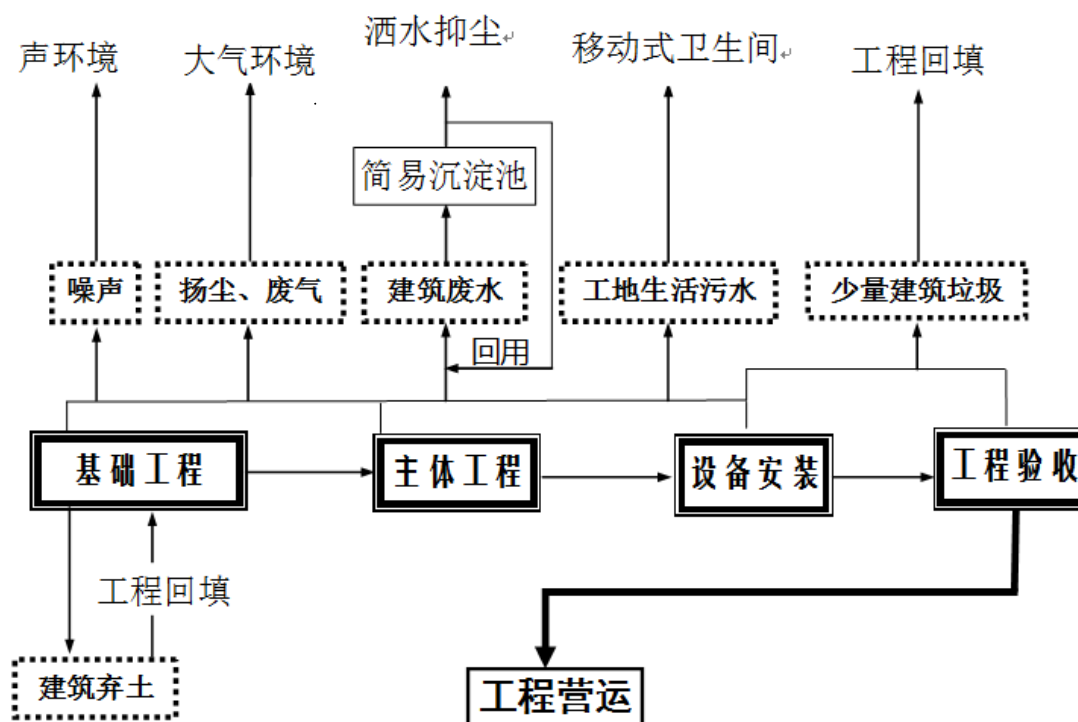 声环境
大气环境
洒水抑尘
移动式卫生间
工程回填
简易沉淀池
噪声
扬尘、废气
建筑废水
工地生活污水
少量建筑垃圾
回用
基础工程
主体工程
设备安装
工程验收
工程回填
建筑弃土
工程营运